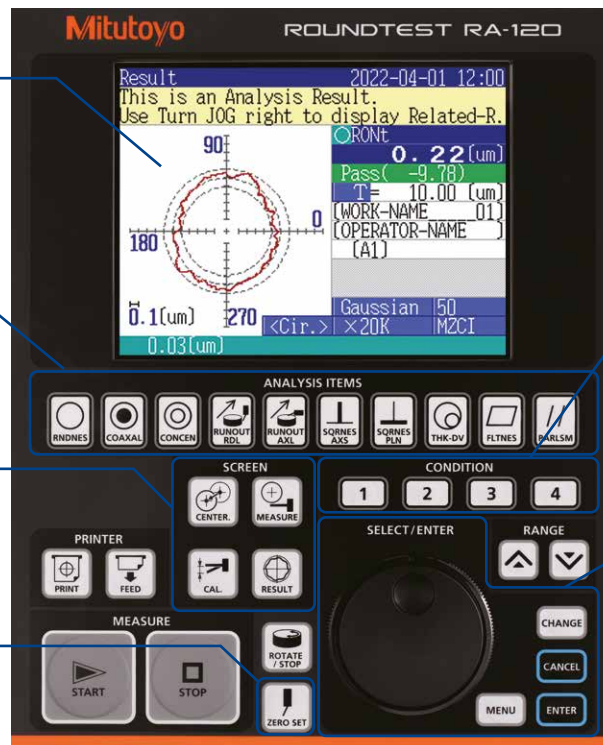 Mitutoyo ROUNDTEST RA-120
Result 2022-04-01 12:00
This is an Analysis Result.
Use Turn JOG right to display Related-R.
RONt
0.22(um)
Pass( -9.78)
T= 10.00 (um)
(WORK-NAME 01)
(OPERATOR-NAME )
(A1)
90
0
180
270
0.1(um)
Gaussian 50
<Cir.> ×20K MZCI
0.03(um)
ANALYSIS ITEMS
RNDNES COAXAL CONCEN RUNOUT RDL RUNOUT AXL SQRNES AXS SQRNES PLN THK-DV FLTNES PARLSM
SCREEN
CENTER. MEASURE
CAL. RESULT
CONDITION
1 2 3 4
PRINTER
PRINT FEED
SELECT/ENTER
RANGE
MEASURE
START STOP
ROTATE / STOP
ZERO SET
CHANGE
CANCEL
MENU ENTER